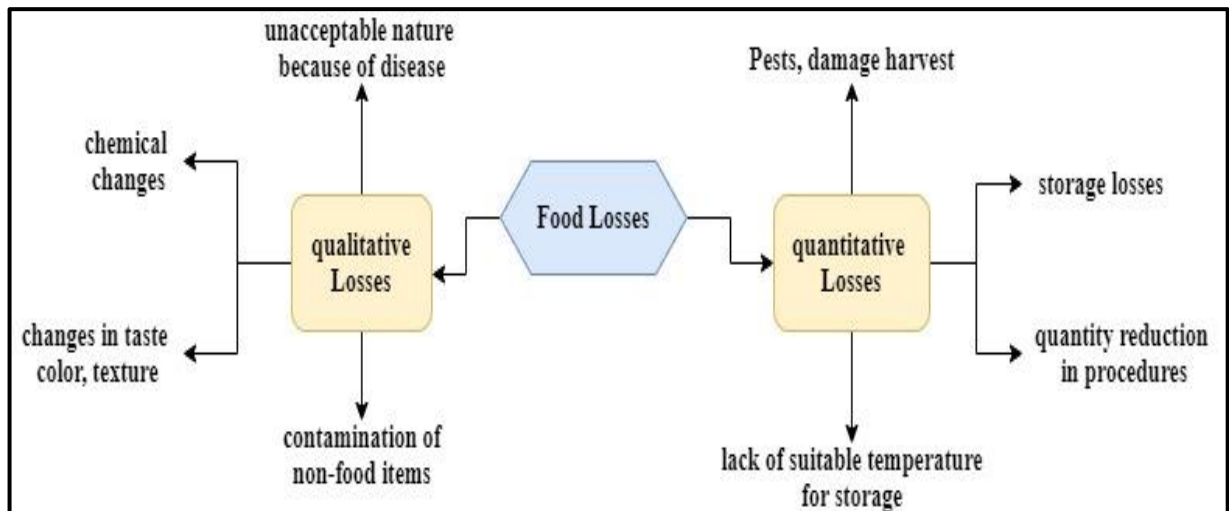 unacceptable nature
because of disease
Pests, damage harvest
chemical
changes
storage losses
Food Losses
qualitative
Losses
quantitative
Losses
changes in taste
color, texture
quantity reduction
in procedures
contamination of
non-food items
lack of suitable temperature
for storage